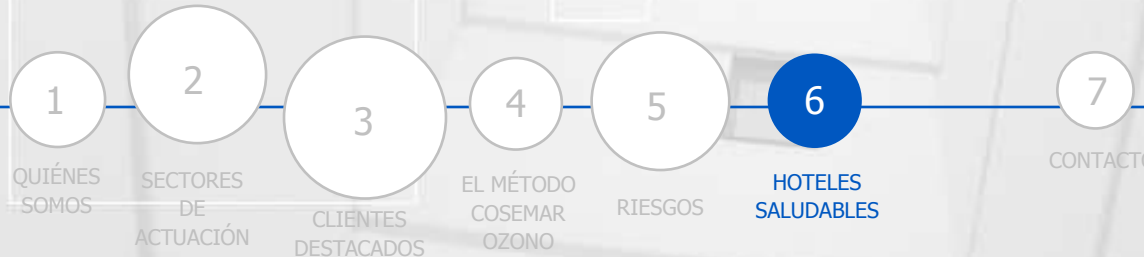 1
QUIÉNES
SOMOS
2
SECTORES
DE
ACTUACIÓN
3
CLIENTES
DESTACADOS
4
EL MÉTODO
COSEMAR
OZONO
5
RIESGOS
6
HOTELES
SALUDABLES
7
CONTACTO